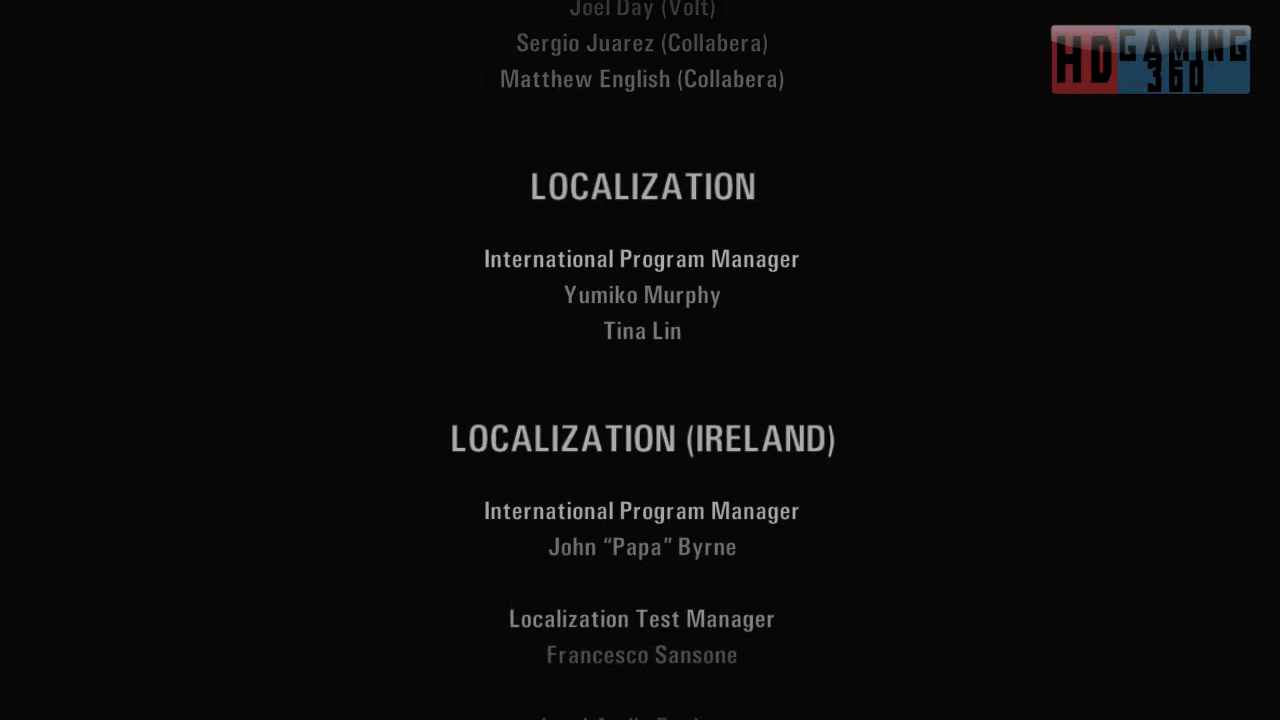 Joel Day (Volt)
Sergio Juarez (Collabera)
Matthew English (Collabera)
HD GAMING
360
LOCALIZATION
International Program Manager
Yumiko Murphy
Tina Lin
LOCALIZATION (IRELAND)
International Program Manager
John “Papa” Byrne
Localization Test Manager
Francesco Sansone